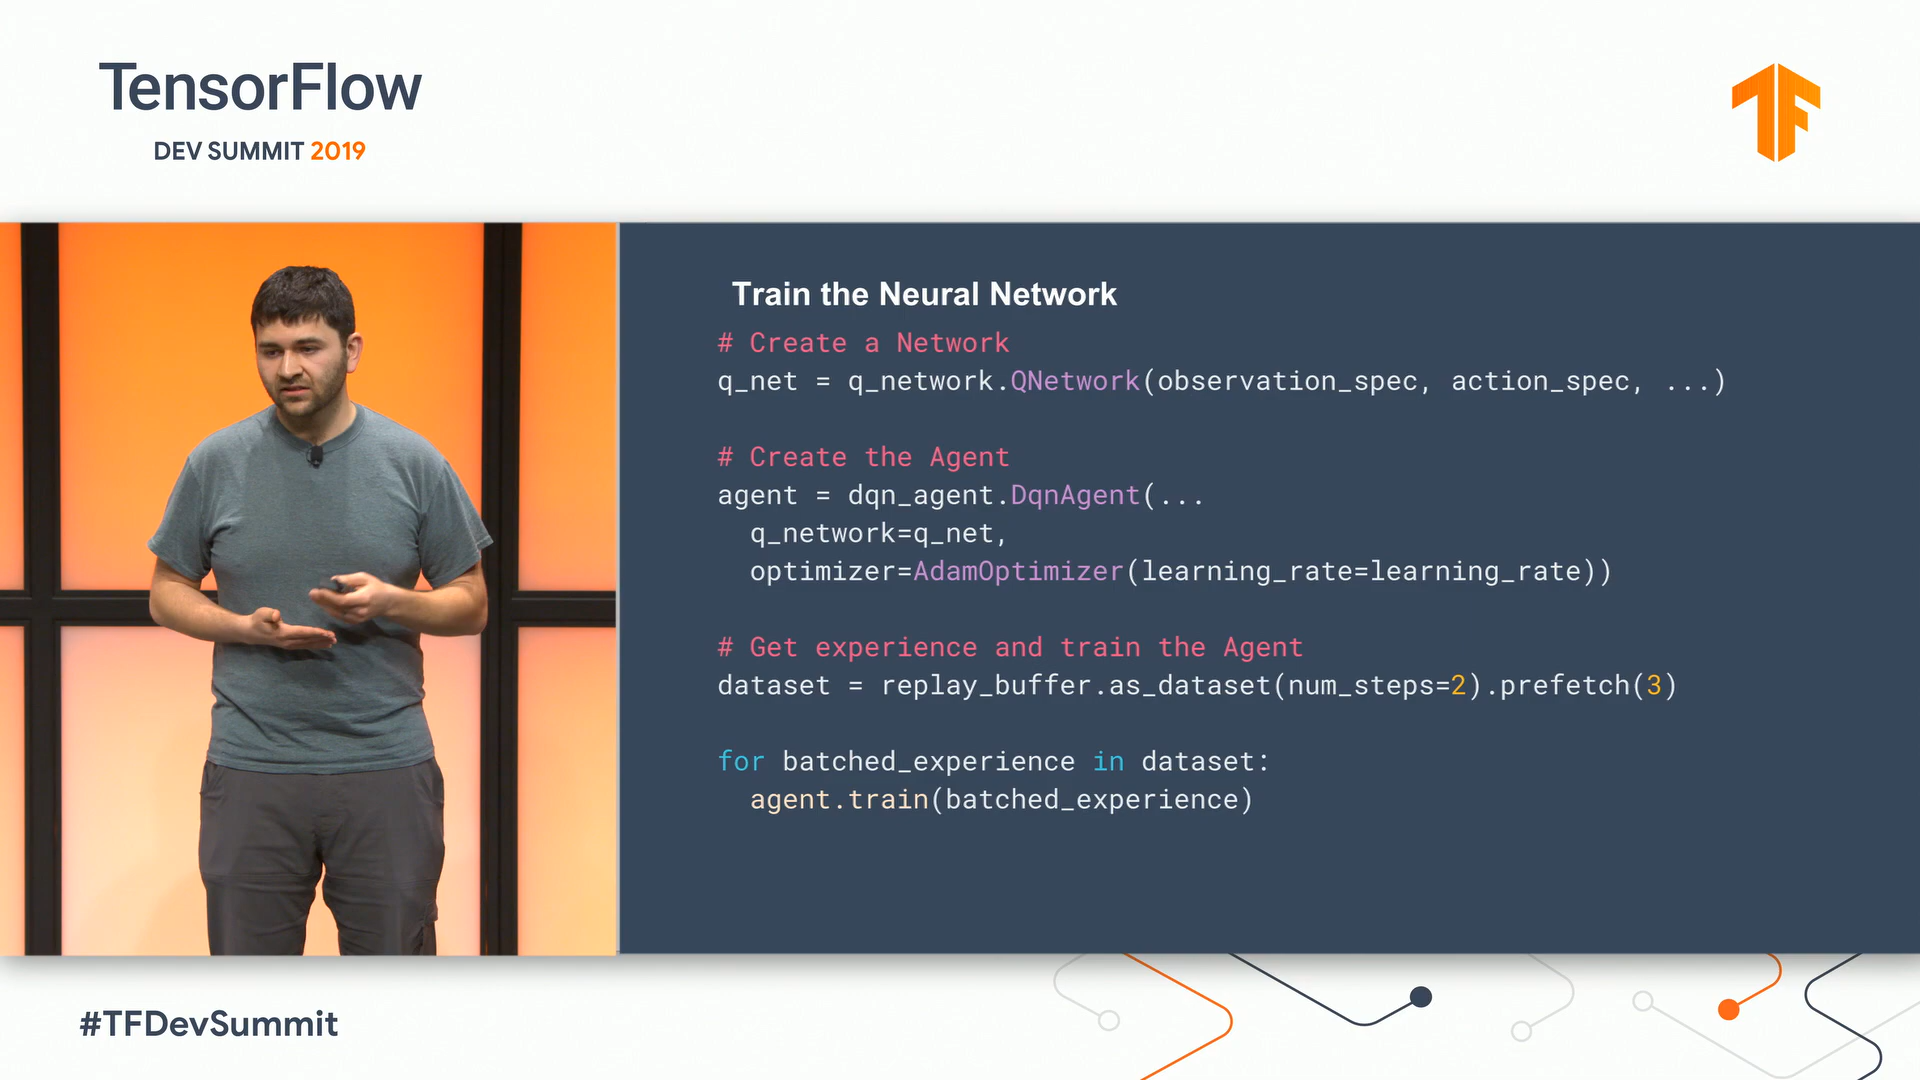 TensorFlow
DEV SUMMIT 2019
Train the Neural Network
# Create a Network
q_net = q_network.QNetwork(observation_spec, action_spec, ...)
# Create the Agent
agent = dqn_agent.DqnAgent(...
  q_network=q_net,
  optimizer=AdamOptimizer(learning_rate=learning_rate))
# Get experience and train the Agent
dataset = replay_buffer.as_dataset(num_steps=2).prefetch(3)
for batched_experience in dataset:
  agent.train(batched_experience)
#TFDevSummit